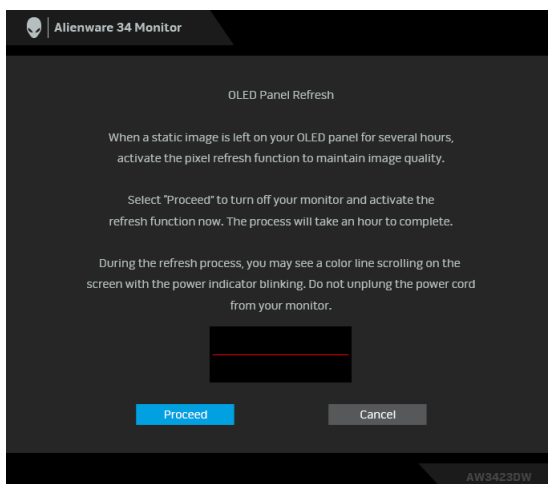 Alienware 34 Monitor
OLED Panel Refresh
When a static image is left on your OLED panel for several hours,
activate the pixel refresh function to maintain image quality.
Select "Proceed" to turn off your monitor and activate the
refresh function now. The process will take an hour to complete.
During the refresh process, you may see a color line scrolling on the
screen with the power indicator blinking. Do not unplung the power cord
from your monitor.
Proceed
Cancel
AW3423DW